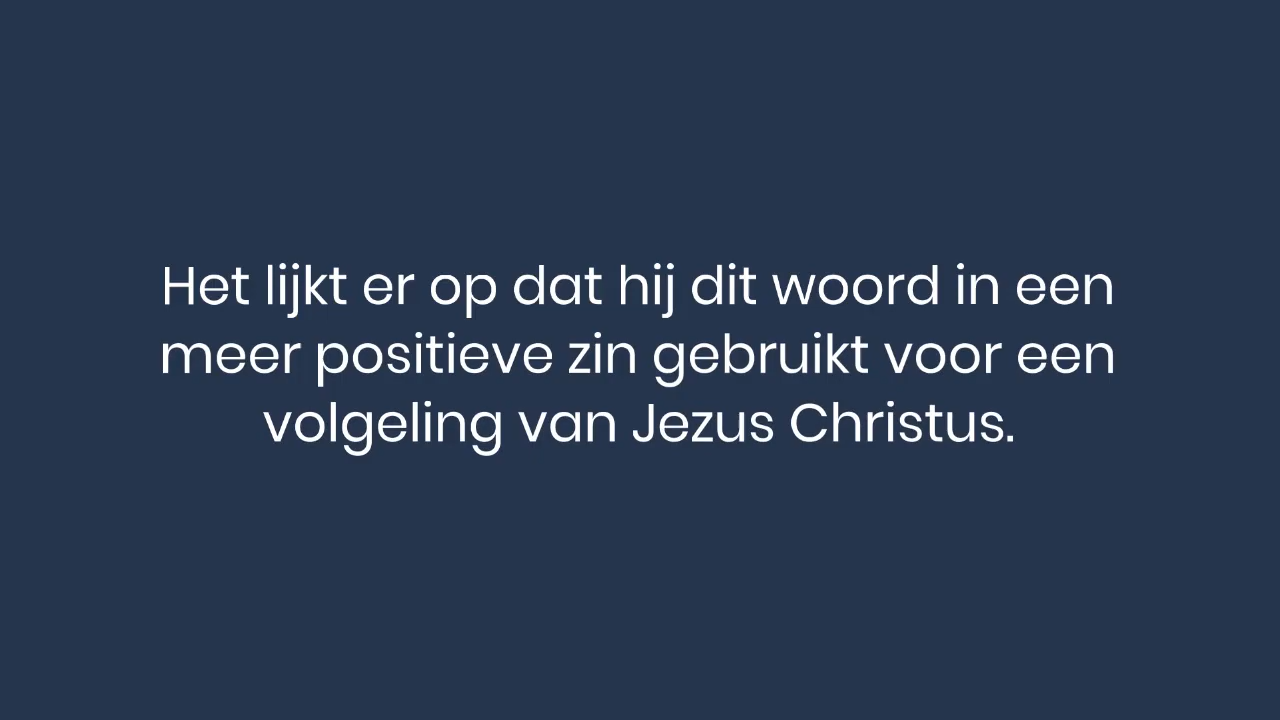 Het lijkt er op dat hij dit woord in een
meer positieve zin gebruikt voor een
volgeling van Jezus Christus.